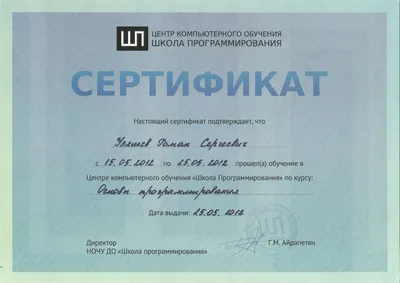 ШП
ЦЕНТР КОМПЬЮТЕРНОГО ОБУЧЕНИЯ
ШКОЛА ПРОГРАММИРОВАНИЯ
СЕРТИФИКАТ
Настоящий сертификат подтверждает, что
Роман Сергеевич
с 15.05.2012 по 25.05.2012 прошел(а) обучение в
Центре компьютерного обучения «Школа Программирования» по курсу:
Основы программирования
Дата выдачи: 25.05.2012
Директор
НОЧУ ДО «Школа программирования»
Г.М. Айрапетян